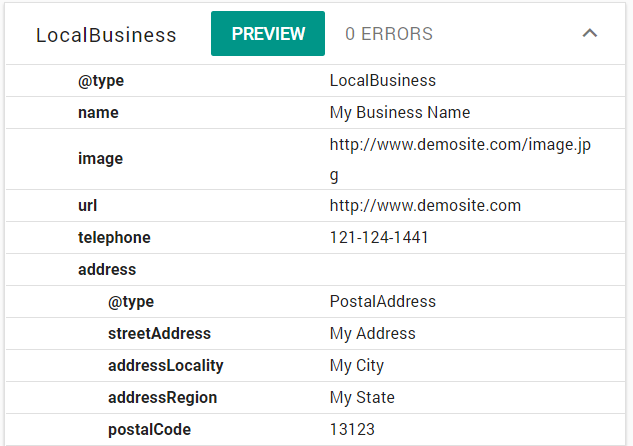 LocalBusiness PREVIEW 0 ERRORS
@type LocalBusiness
name My Business Name
image http://www.demosite.com/image.jp
g
url http://www.demosite.com
telephone 121-124-1441
address
@type PostalAddress
streetAddress My Address
addressLocality My City
addressRegion My State
postalCode 13123